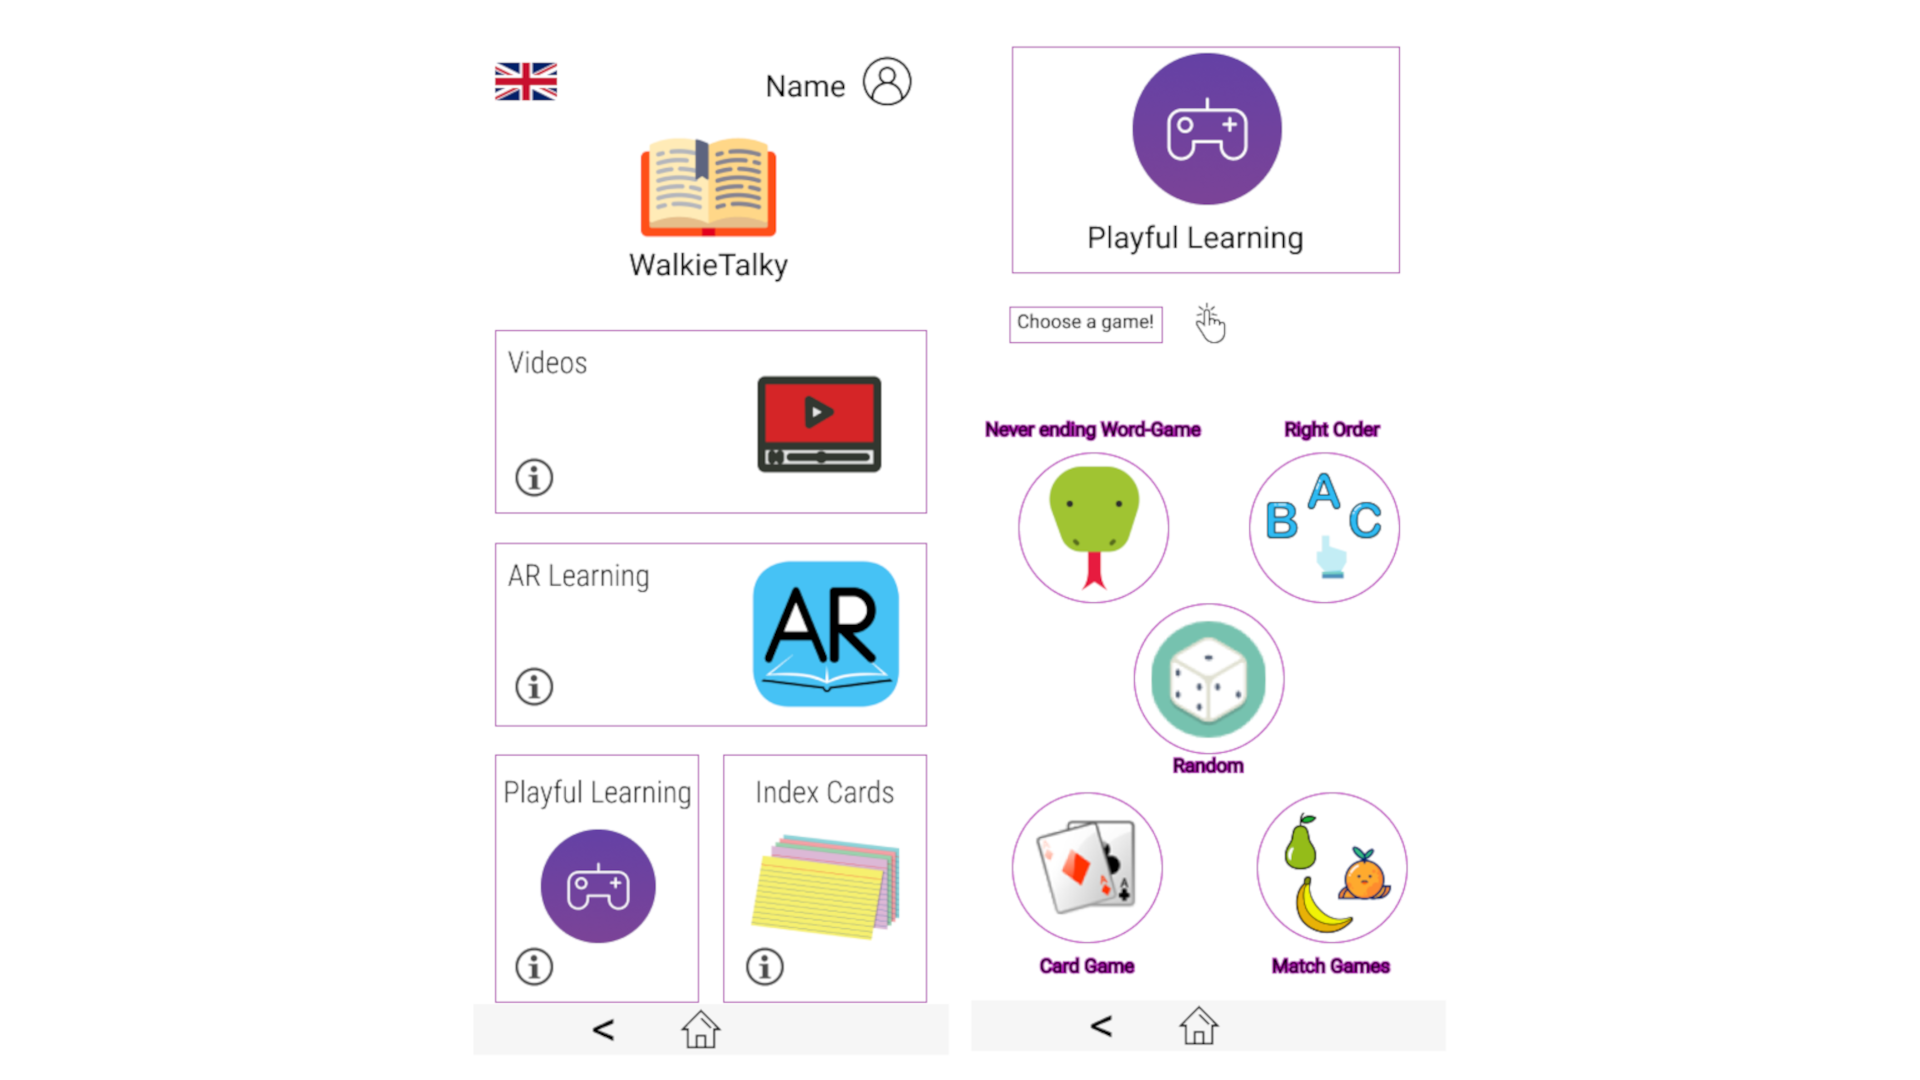 Name
WalkieTalky
Videos
AR Learning
AR
Playful Learning
Index Cards
Playful Learning
Choose a game!
Never ending Word-Game
Right Order
B A C
Random
A A A
Card Game
Match Games